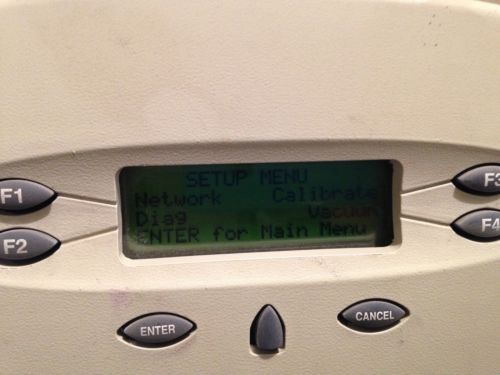 SETUP MENU
Network Calibrate
Diag Vacuum
ENTER for Main Menu
F1
F2
F3
F4
ENTER
CANCEL